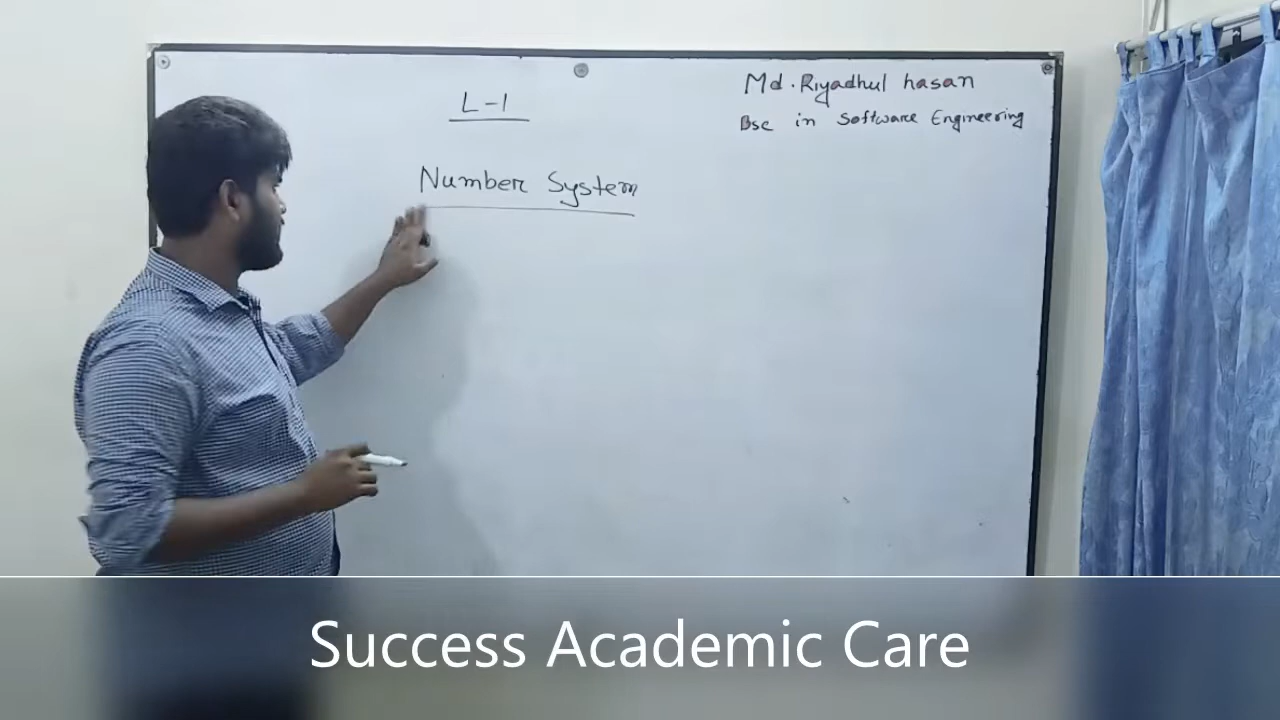 L-1
Md. Riyadhul hasan
Bsc in Software Engineering
Number System
Success Academic Care